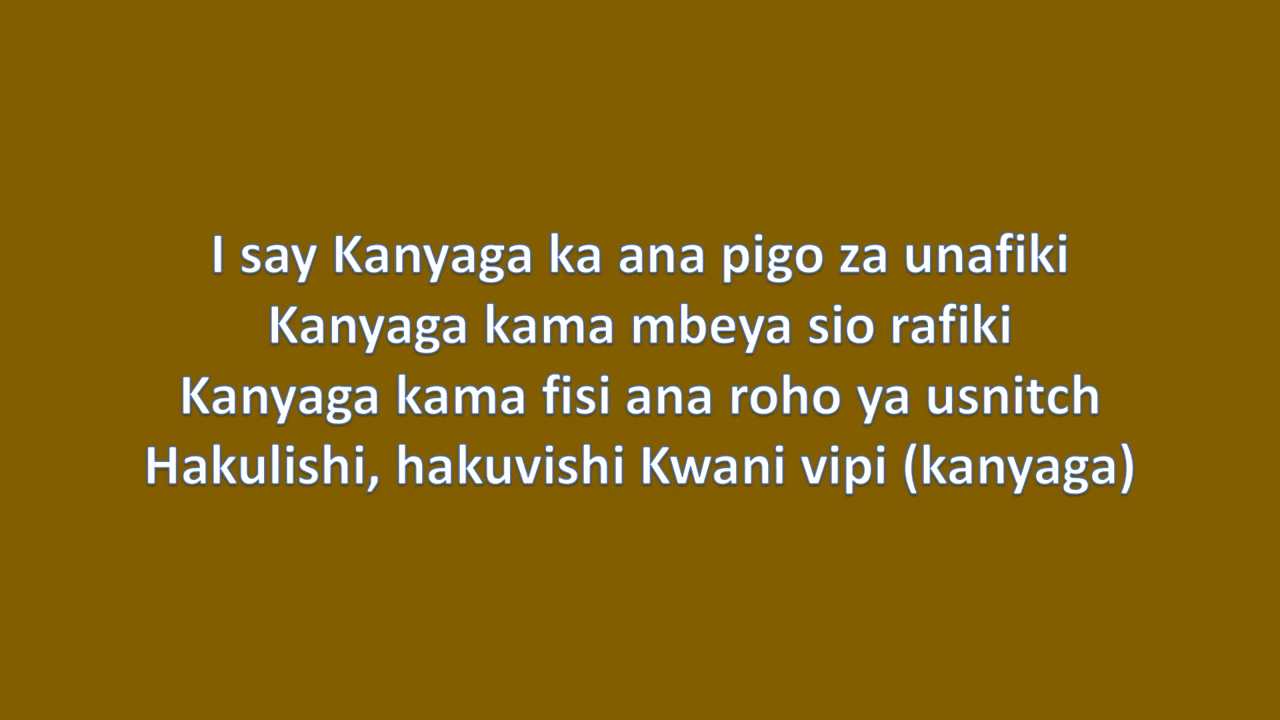 I say Kanyaga ka ana pigo za unafiki
Kanyaga kama mbeya sio rafiki
Kanyaga kama fisi ana roho ya usnitch
Hakulishi, hakuvishi Kwani vipi (kanyaga)